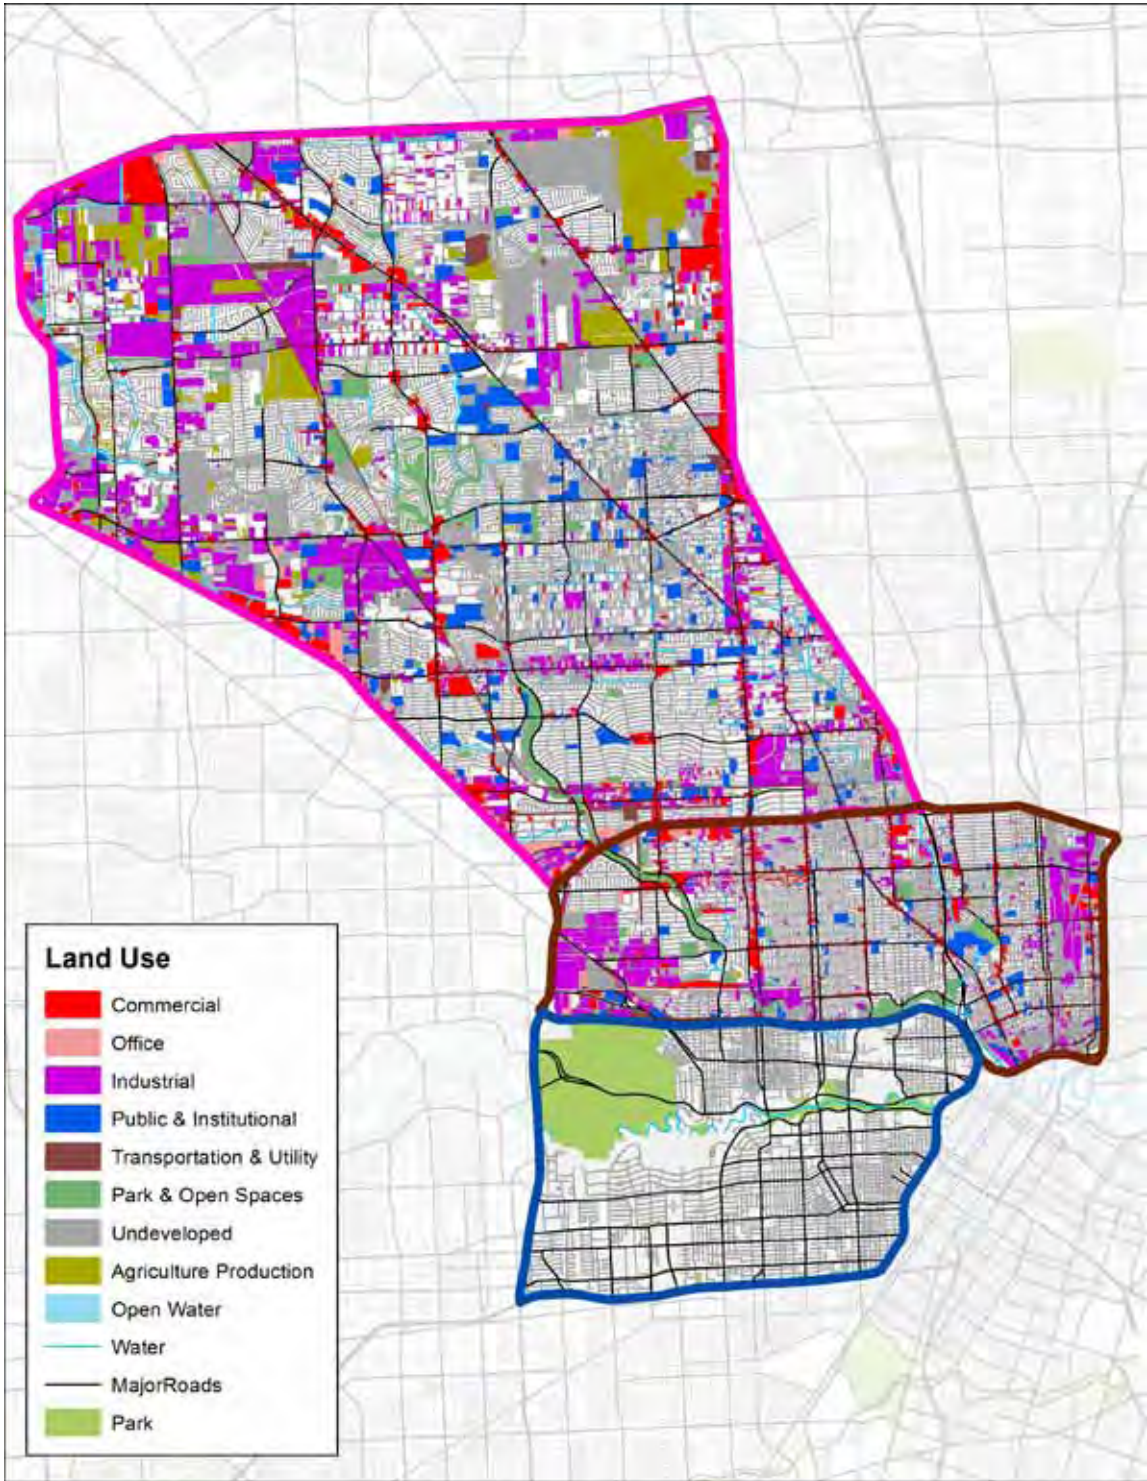 Land Use
Commercial
Office
Industrial
Public & Institutional
Transportation & Utility
Park & Open Spaces
Undeveloped
Agriculture Production
Open Water
Water
MajorRoads
Park